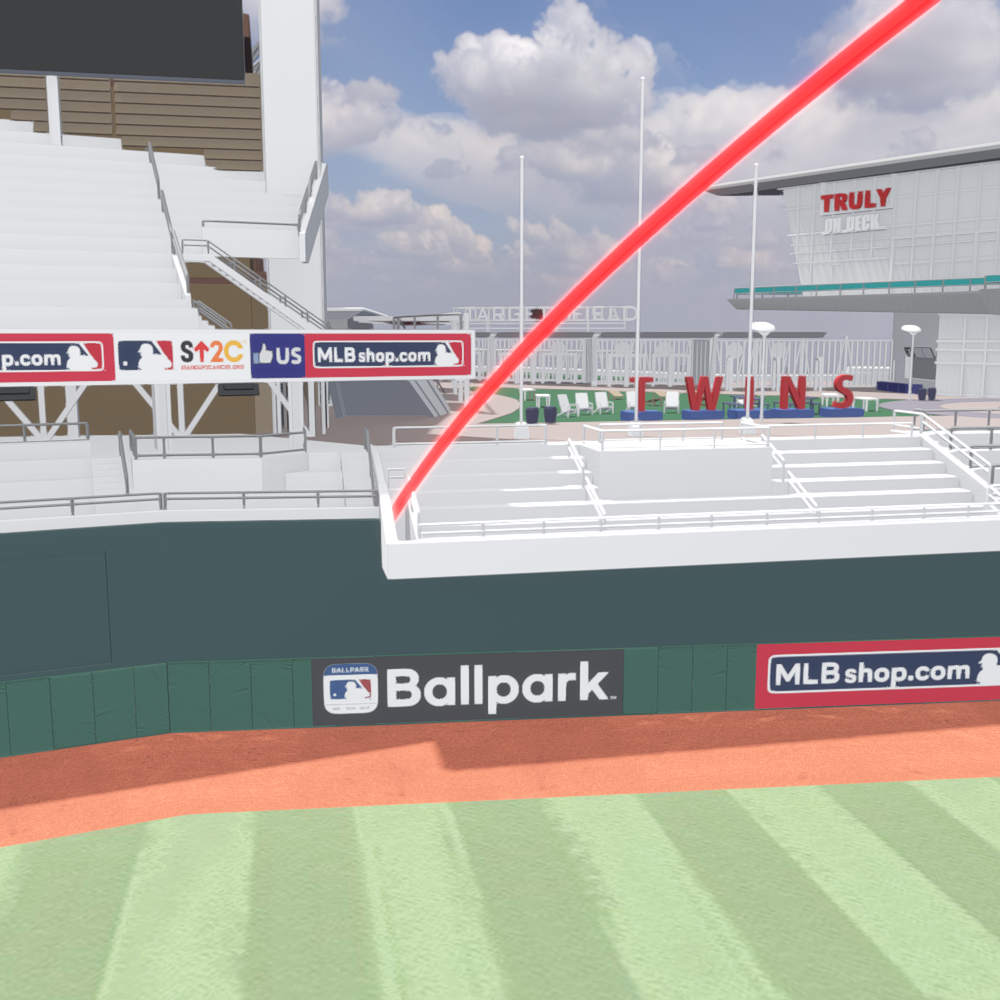 TRULY
ON DECK
TARGET FIELD
p.com
S↑2C
STANDUPTOCANCER.ORG
US
MLBshop.com
TWINS
BALLPARK
Ballpark
MLBshop.com